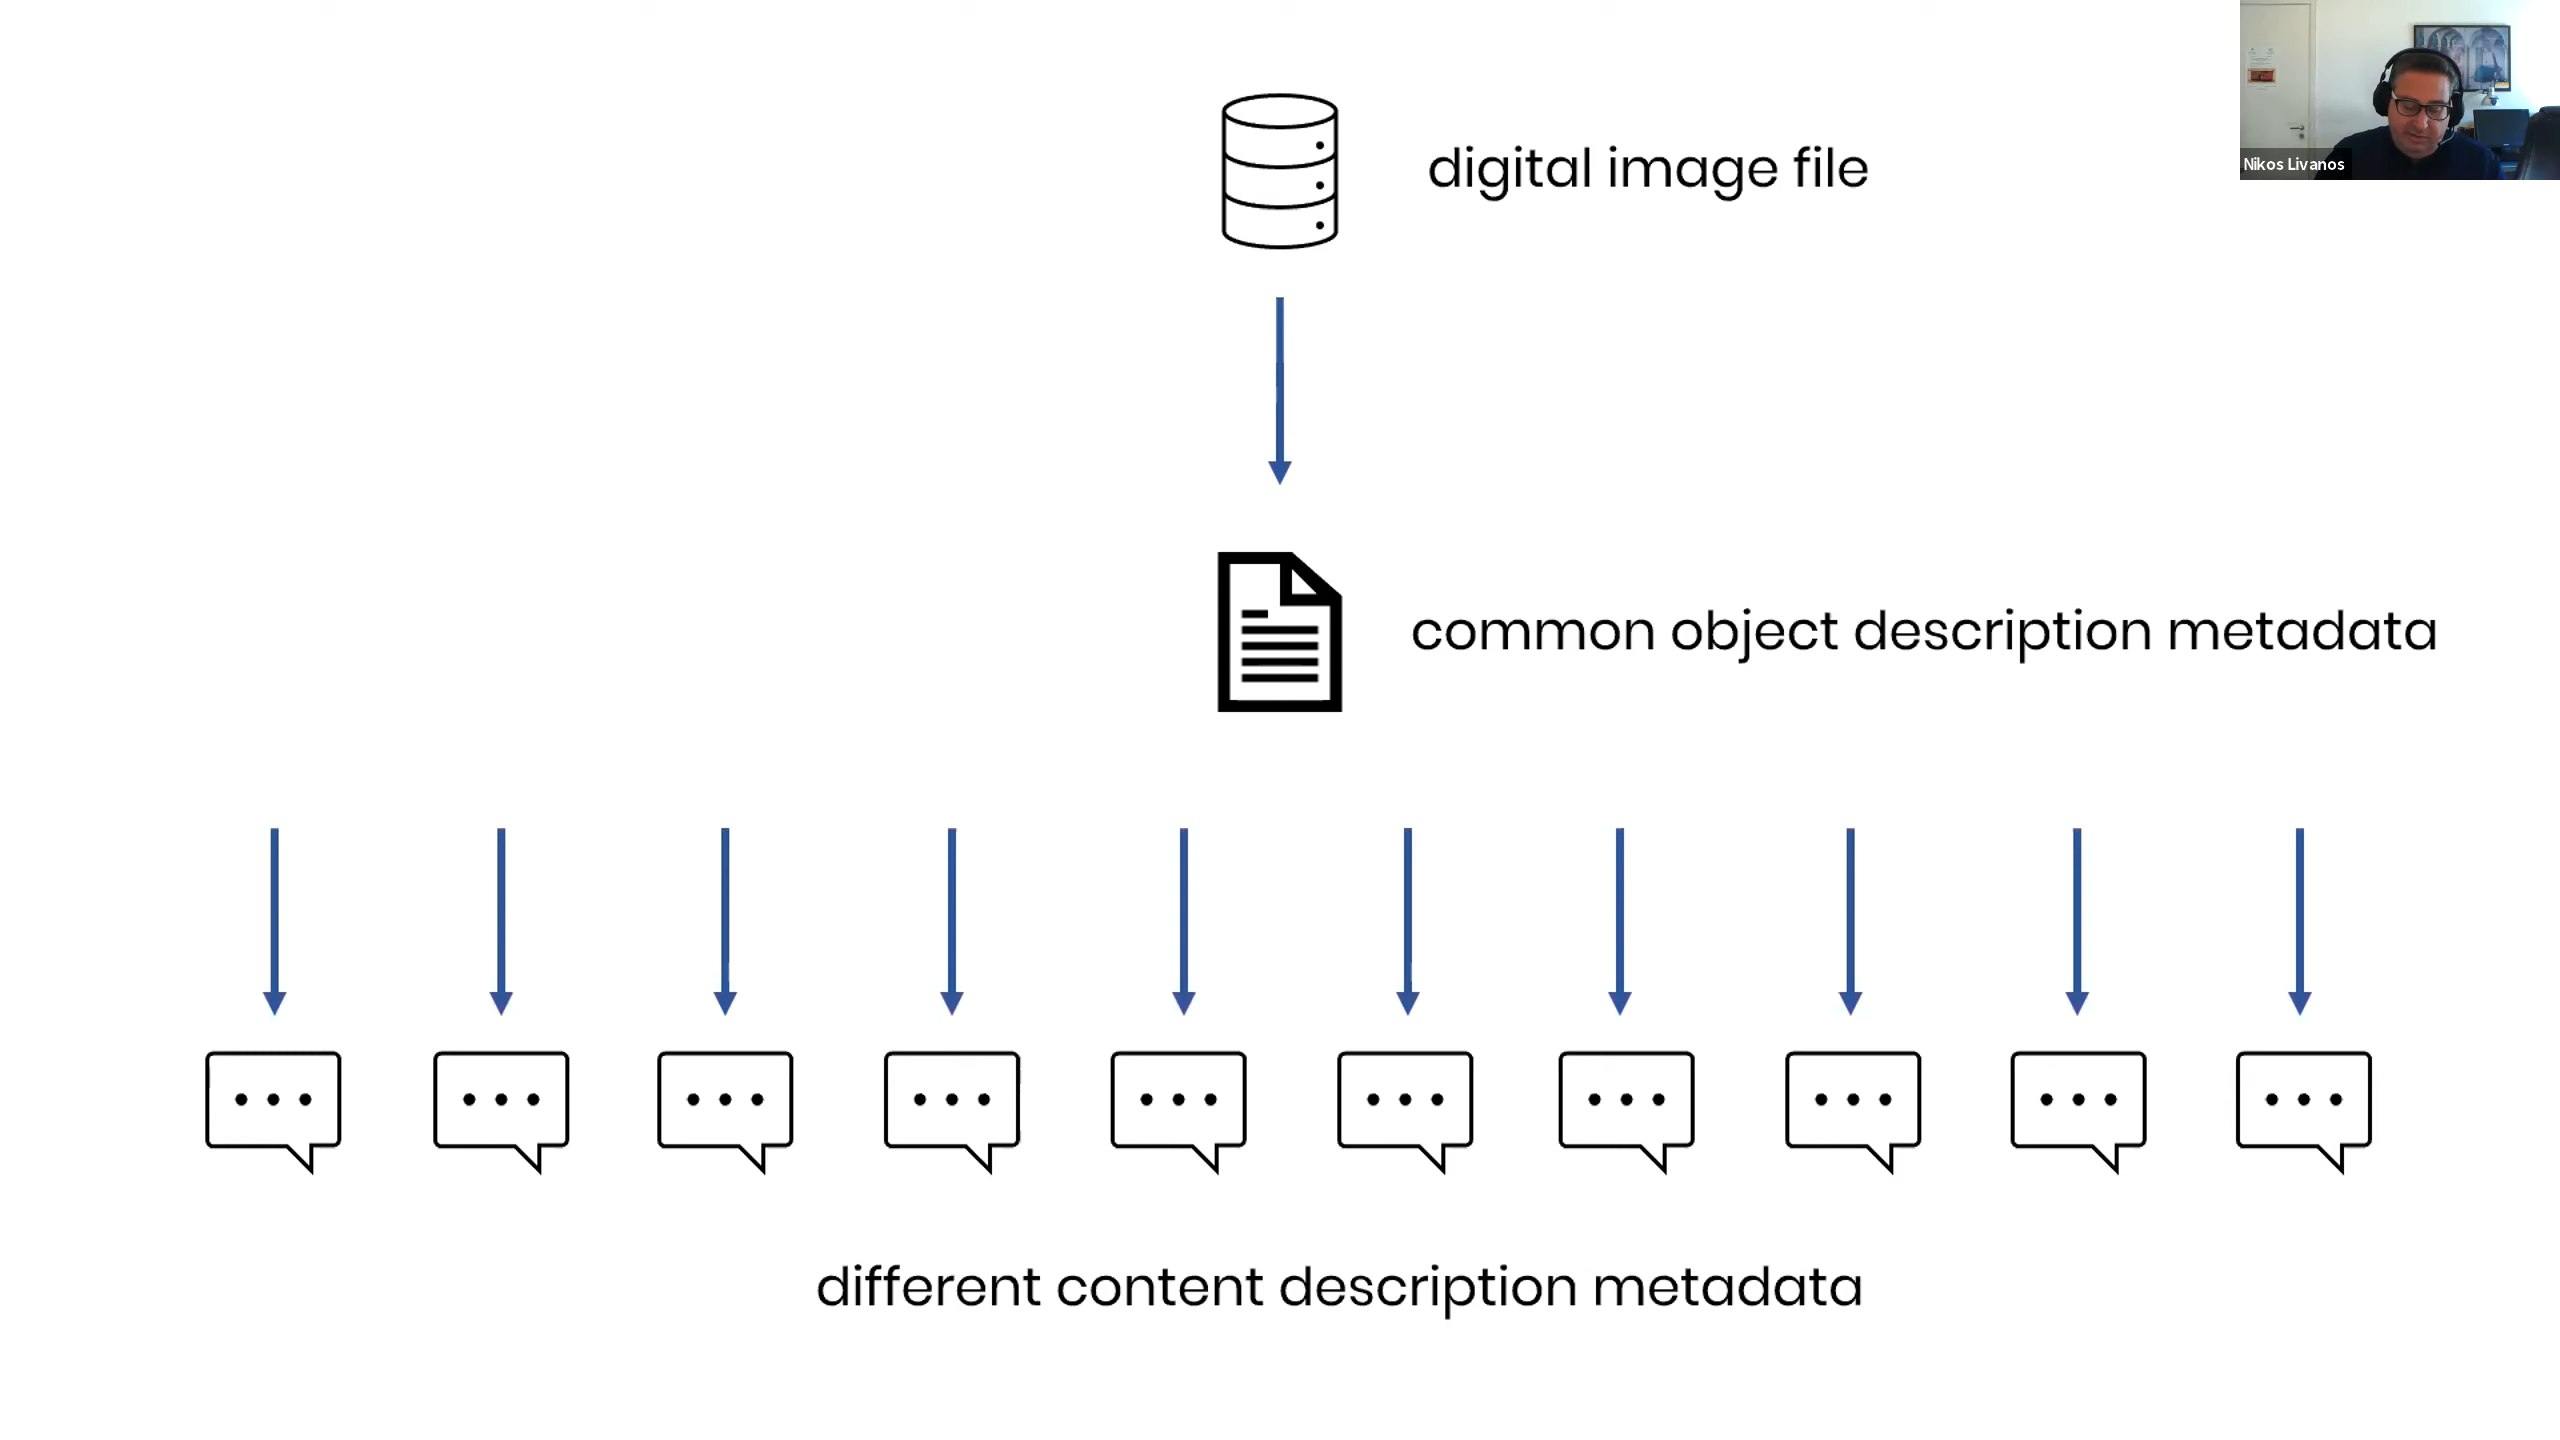 digital image file
Nikos Livanos
common object description metadata
different content description metadata